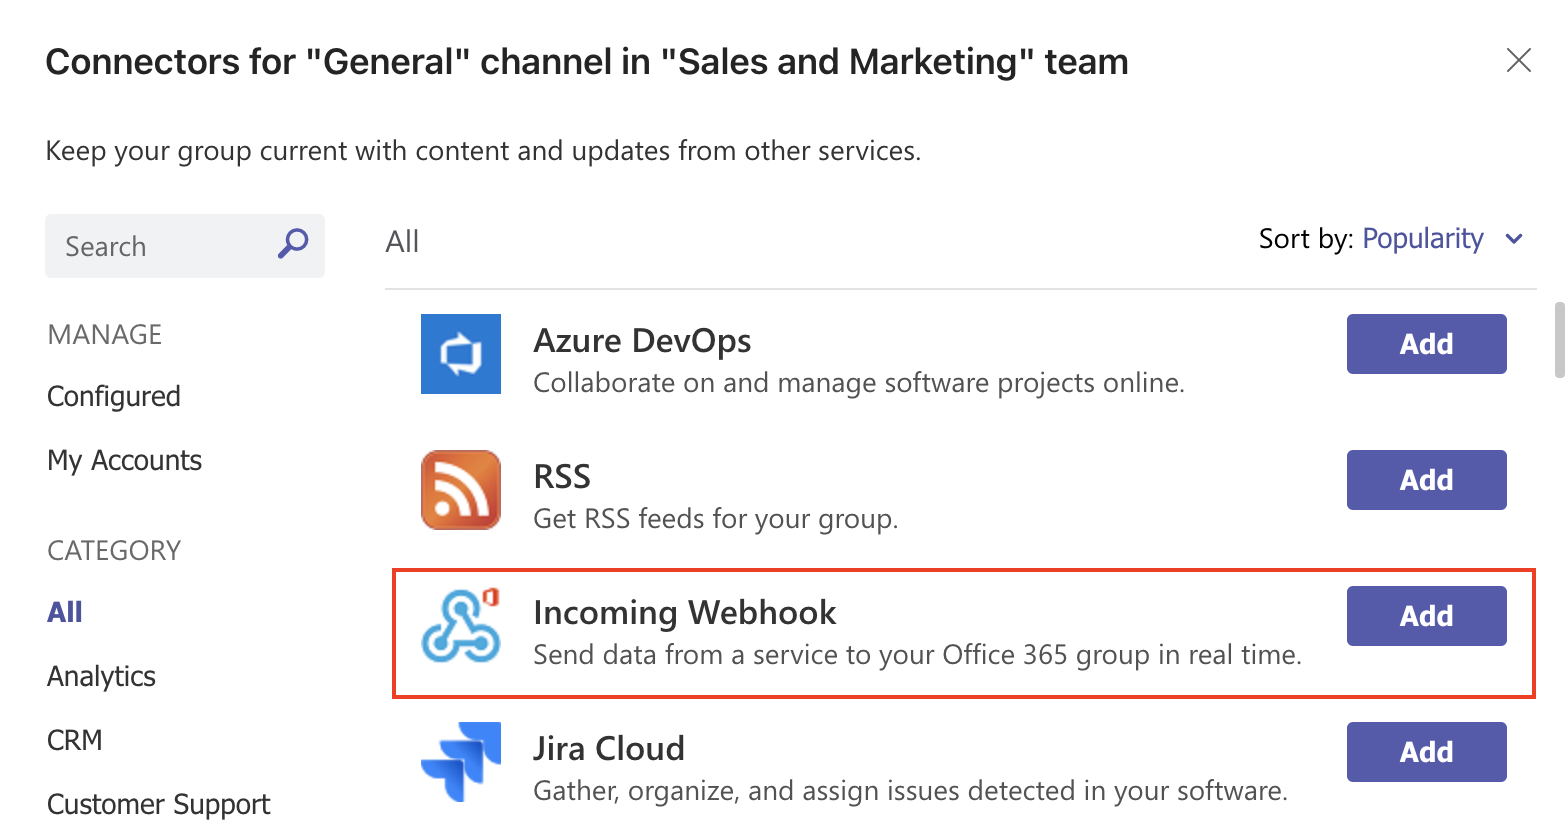 Connectors for "General" channel in "Sales and Marketing" team
Keep your group current with content and updates from other services.
Search
MANAGE
Configured
My Accounts
CATEGORY
All
Analytics
CRM
Customer Support
All
Sort by: Popularity
Azure DevOps
Collaborate on and manage software projects online.
Add
RSS
Get RSS feeds for your group.
Add
Incoming Webhook
Send data from a service to your Office 365 group in real time.
Add
Jira Cloud
Gather, organize, and assign issues detected in your software.
Add